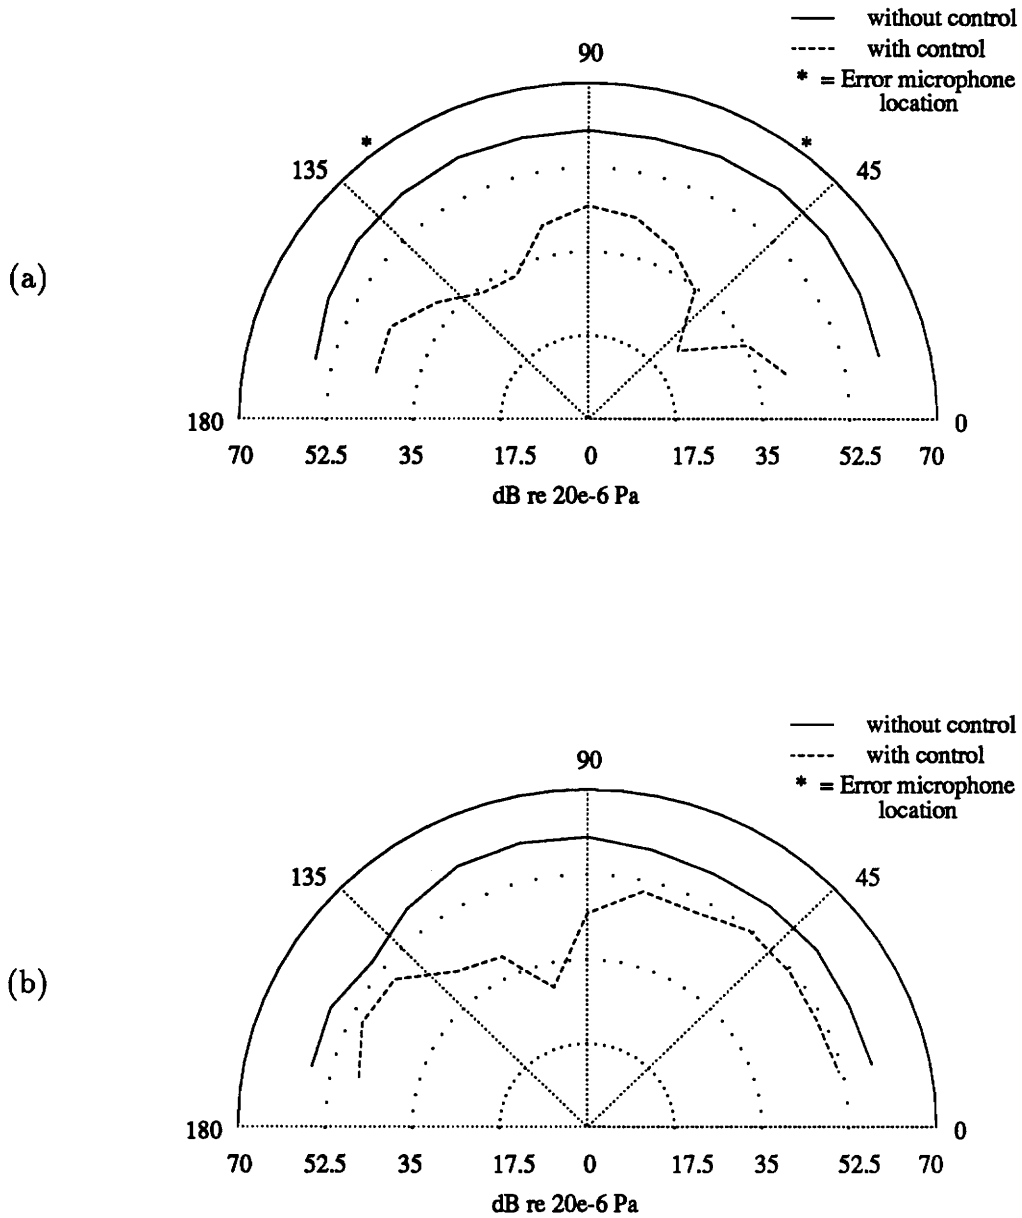 without control
with control
* = Error microphone
location
90
*
*
135
45
(a)
180
0
70 52.5 35 17.5 0 17.5 35 52.5 70
dB re 20e-6 Pa
without control
with control
* = Error microphone
location
90
135
45
(b)
180
0
70 52.5 35 17.5 0 17.5 35 52.5 70
dB re 20e-6 Pa